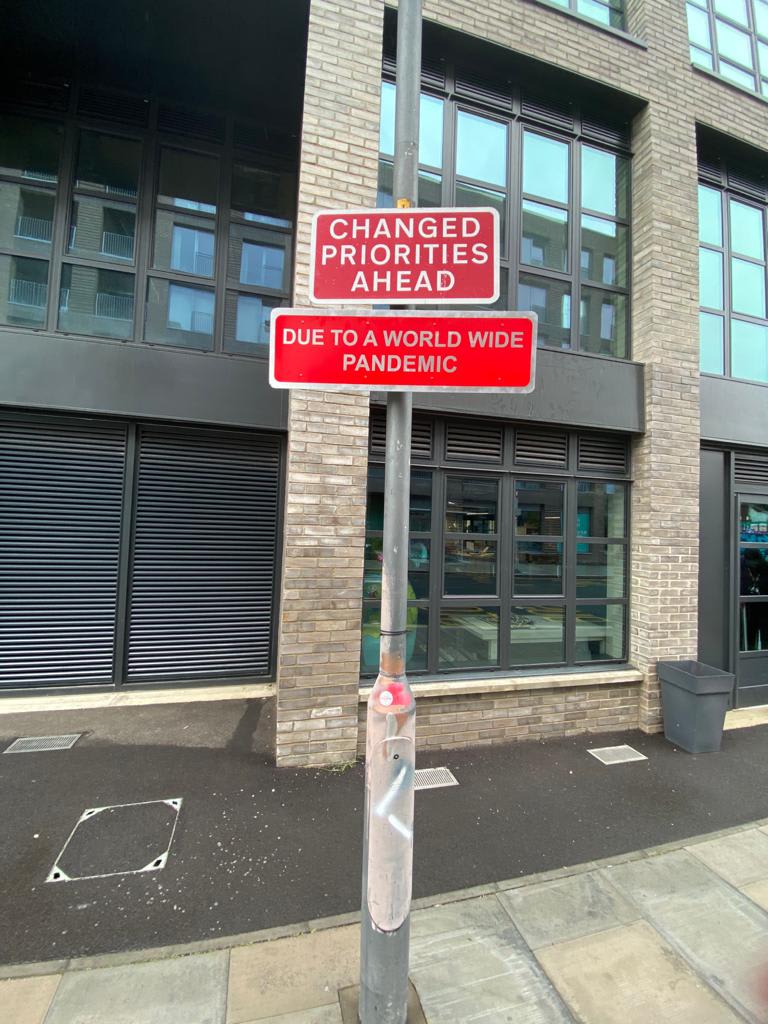 CHANGED
PRIORITIES
AHEAD
DUE TO A WORLD WIDE
PANDEMIC